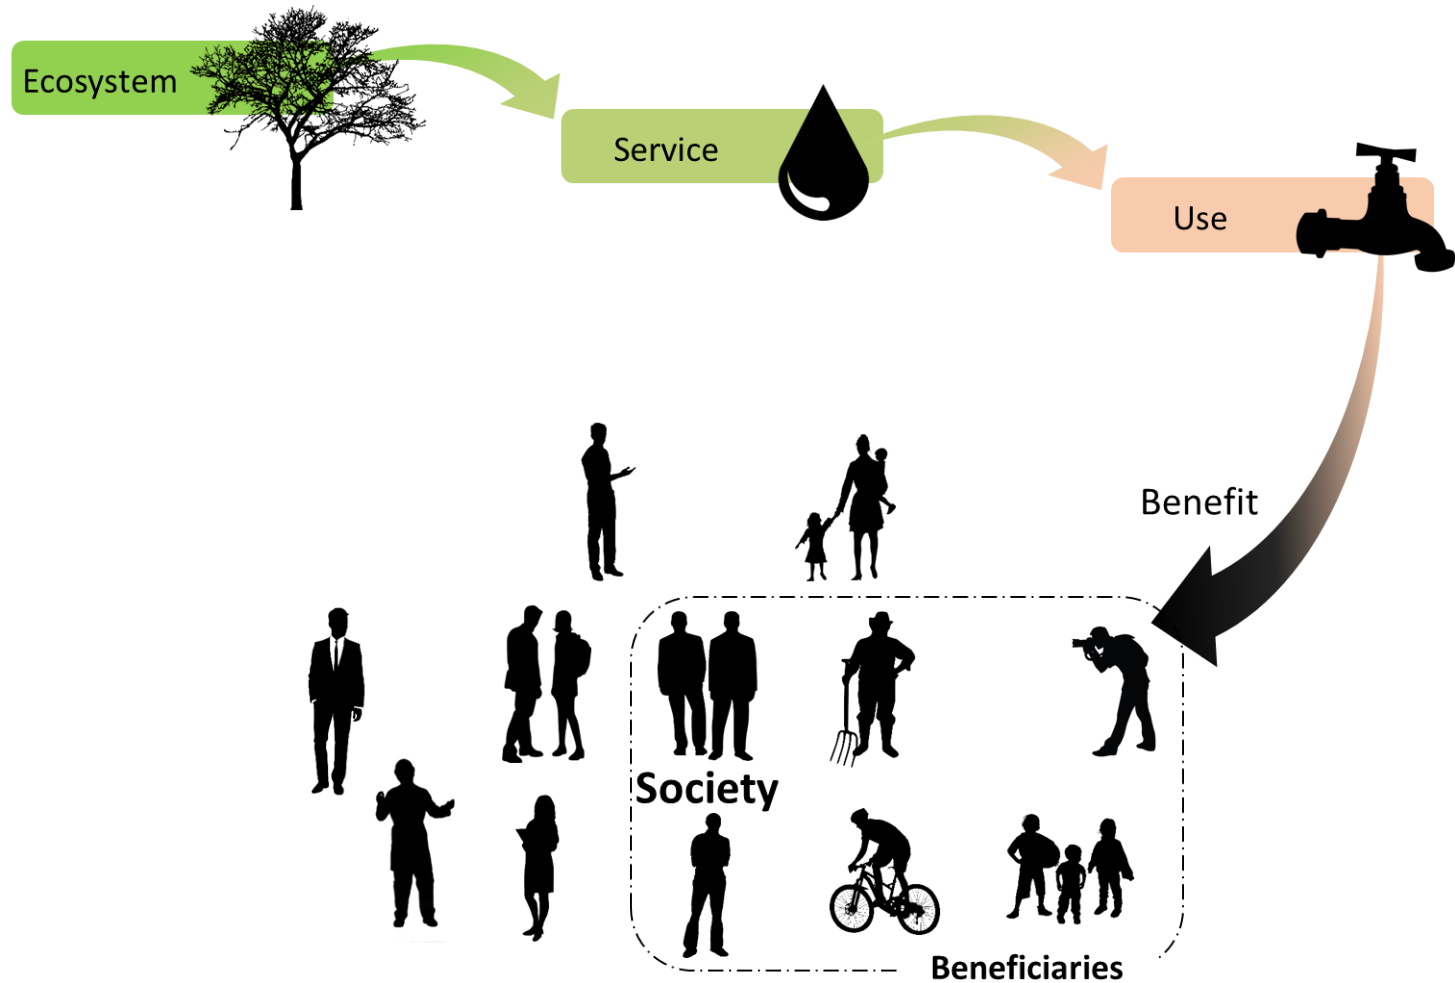 Ecosystem
Service
Use
Benefit
Society
Beneficiaries